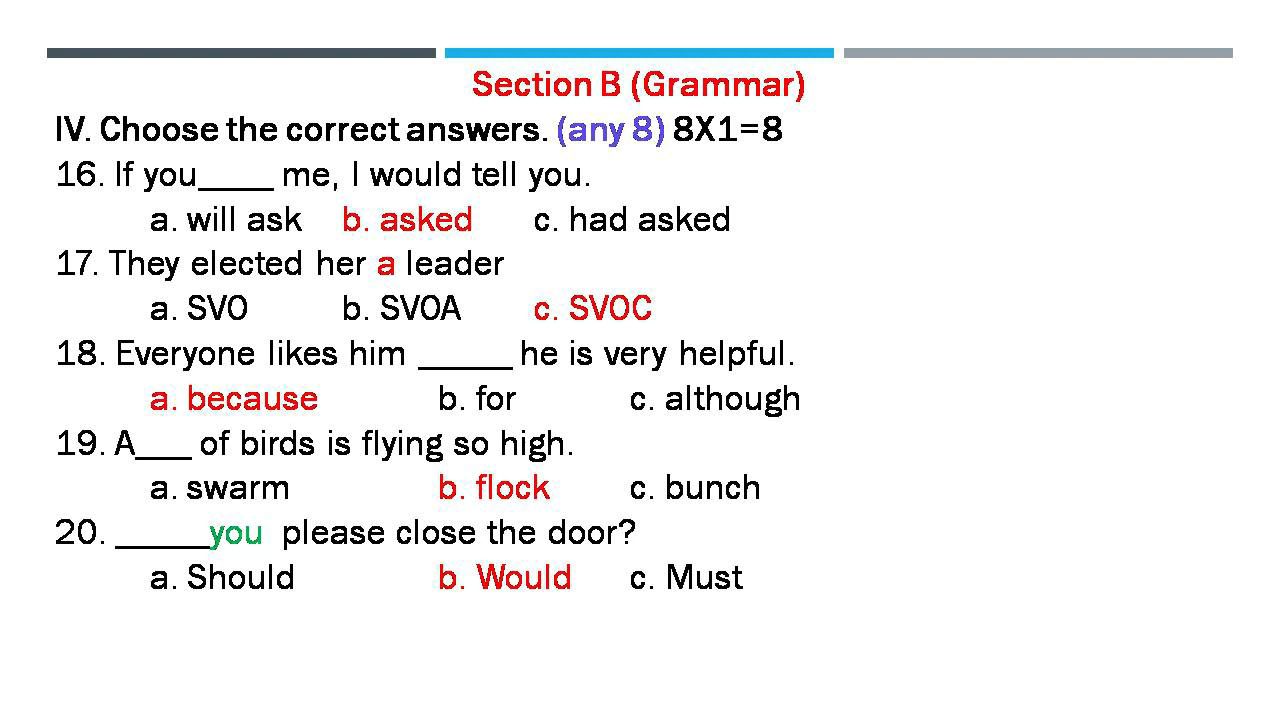 Section B (Grammar)
IV. Choose the correct answers. (any 8) 8X1=8
16. If you____ me, I would tell you.
a. will ask b. asked c. had asked
17. They elected her a leader
a. SVO b. SVOA c. SVOC
18. Everyone likes him _____ he is very helpful.
a. because b. for c. although
19. A___ of birds is flying so high.
a. swarm b. flock c. bunch
20. _____you please close the door?
a. Should b. Would c. Must